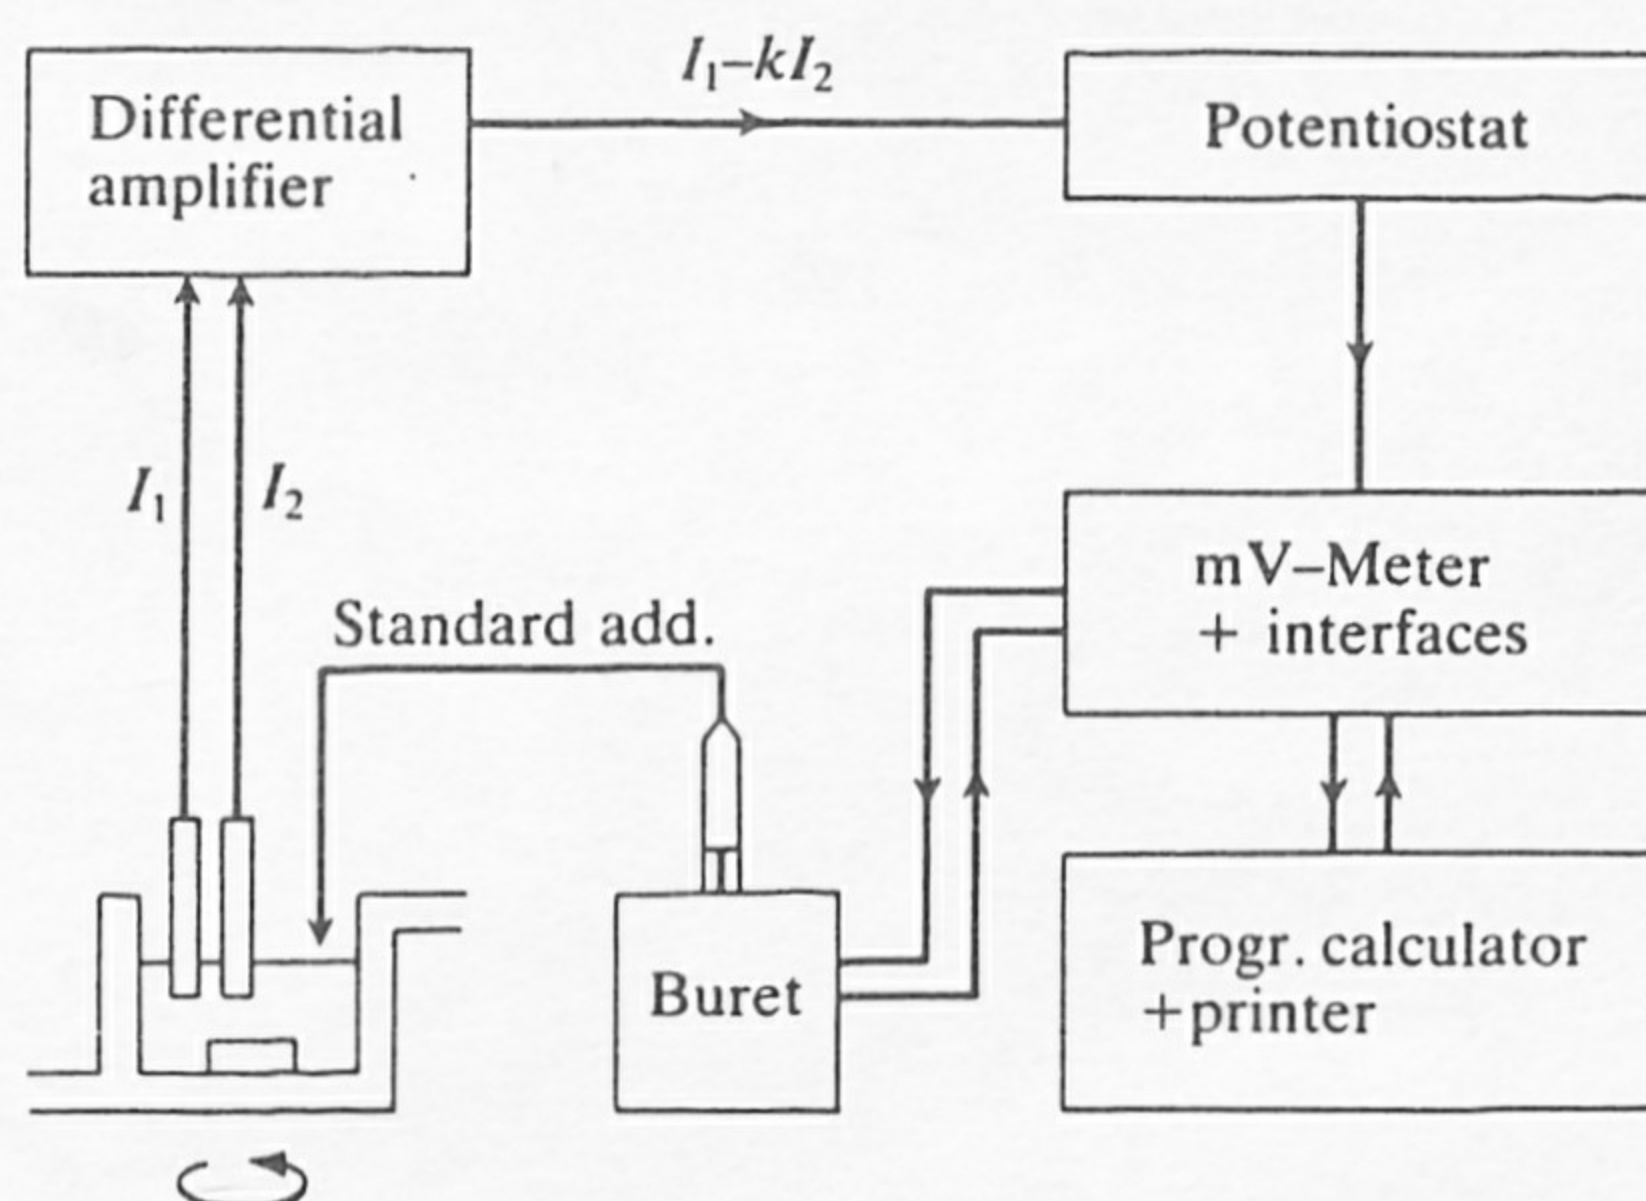 I₁–kI₂
Differential
amplifier
Potentiostat
I₁
I₂
mV–Meter
+ interfaces
Standard add.
Buret
Progr. calculator
+printer